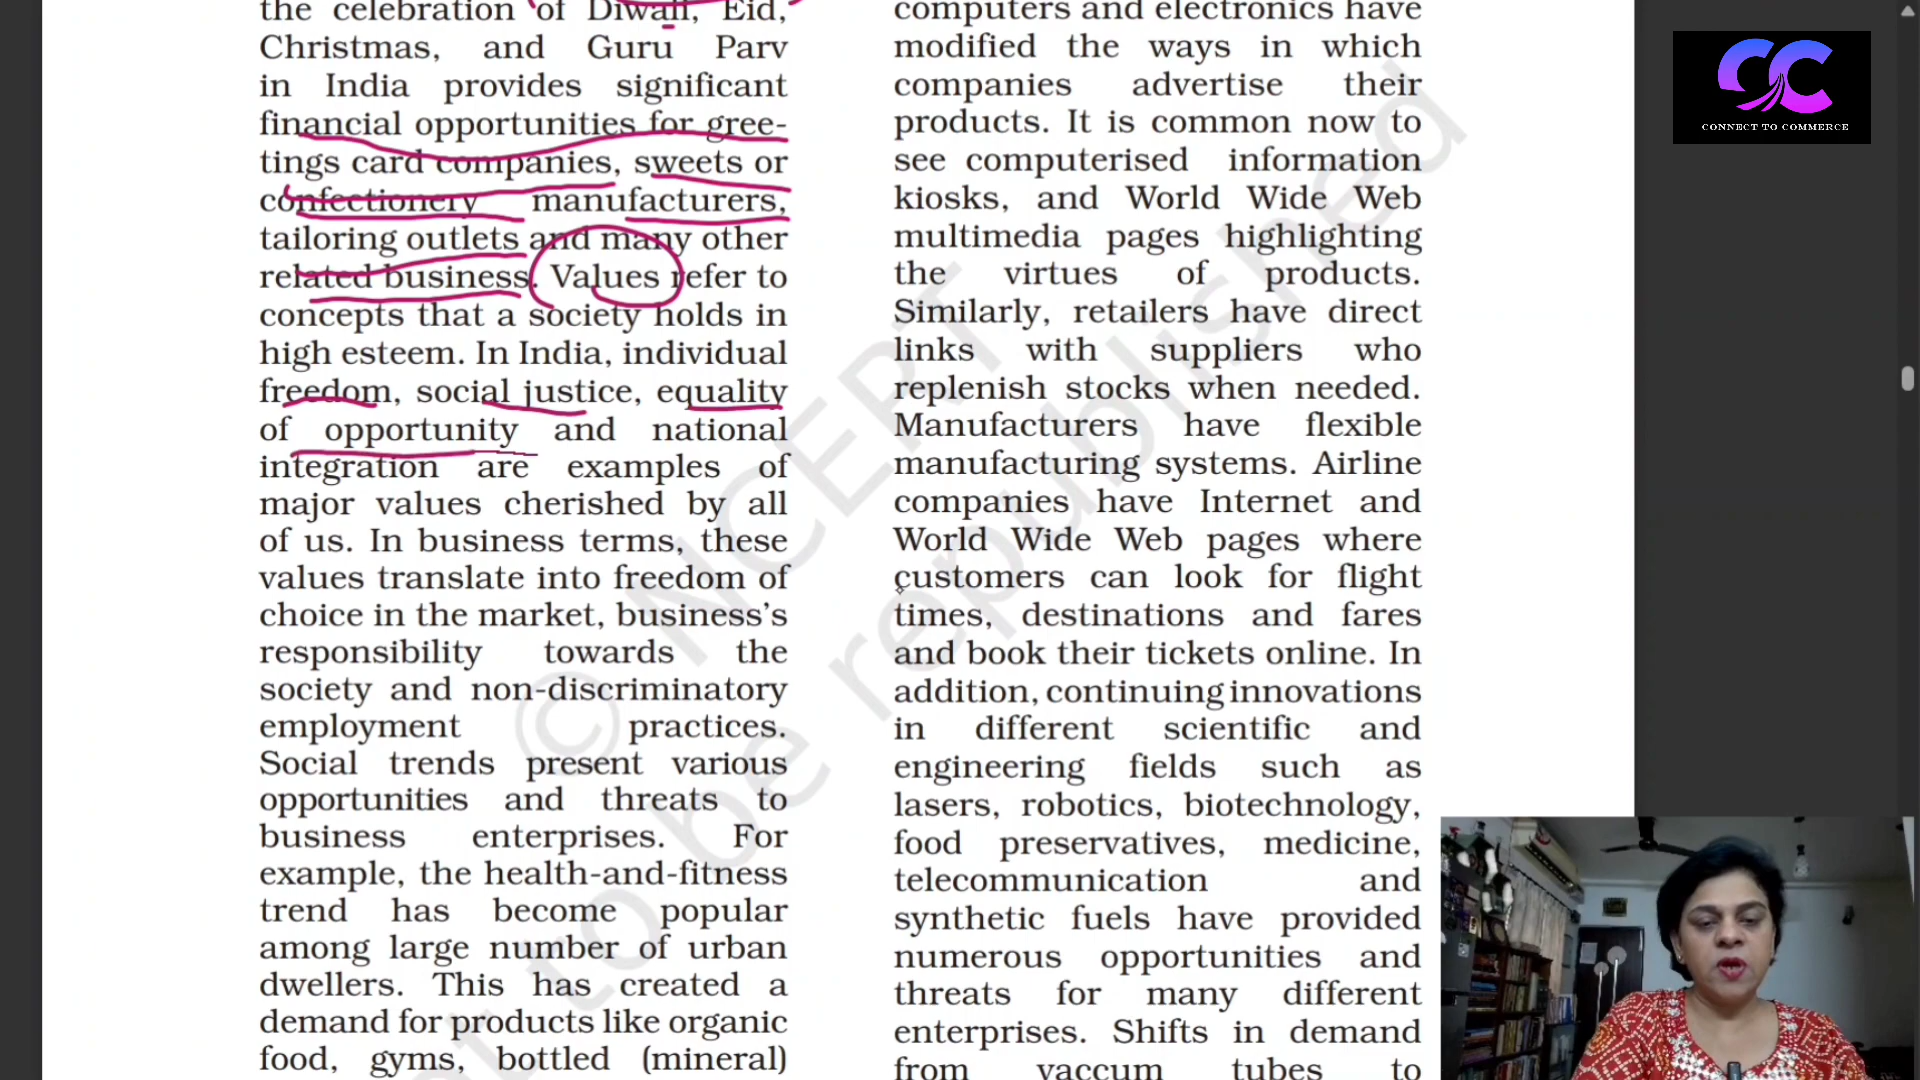 the celebration of Diwali, Eid,
Christmas, and Guru Parv
in India provides significant
financial opportunities for gree-
tings card companies, sweets or
confectionery manufacturers,
tailoring outlets and many other
related business. Values refer to
concepts that a society holds in
high esteem. In India, individual
freedom, social justice, equality
of opportunity and national
integration are examples of
major values cherished by all
of us. In business terms, these
values translate into freedom of
choice in the market, business’s
responsibility towards the
society and non-discriminatory
employment practices.
Social trends present various
opportunities and threats to
business enterprises. For
example, the health-and-fitness
trend has become popular
among large number of urban
dwellers. This has created a
demand for products like organic
food, gyms, bottled (mineral)
computers and electronics have
modified the ways in which
companies advertise their
products. It is common now to
see computerised information
kiosks, and World Wide Web
multimedia pages highlighting
the virtues of products.
Similarly, retailers have direct
links with suppliers who
replenish stocks when needed.
Manufacturers have flexible
manufacturing systems. Airline
companies have Internet and
World Wide Web pages where
customers can look for flight
times, destinations and fares
and book their tickets online. In
addition, continuing innovations
in different scientific and
engineering fields such as
lasers, robotics, biotechnology,
food preservatives, medicine,
telecommunication and
synthetic fuels have provided
numerous opportunities and
threats for many different
enterprises. Shifts in demand
from vaccum tubes to
© NCERT
not to be republished
CC
CONNECT TO COMMERCE